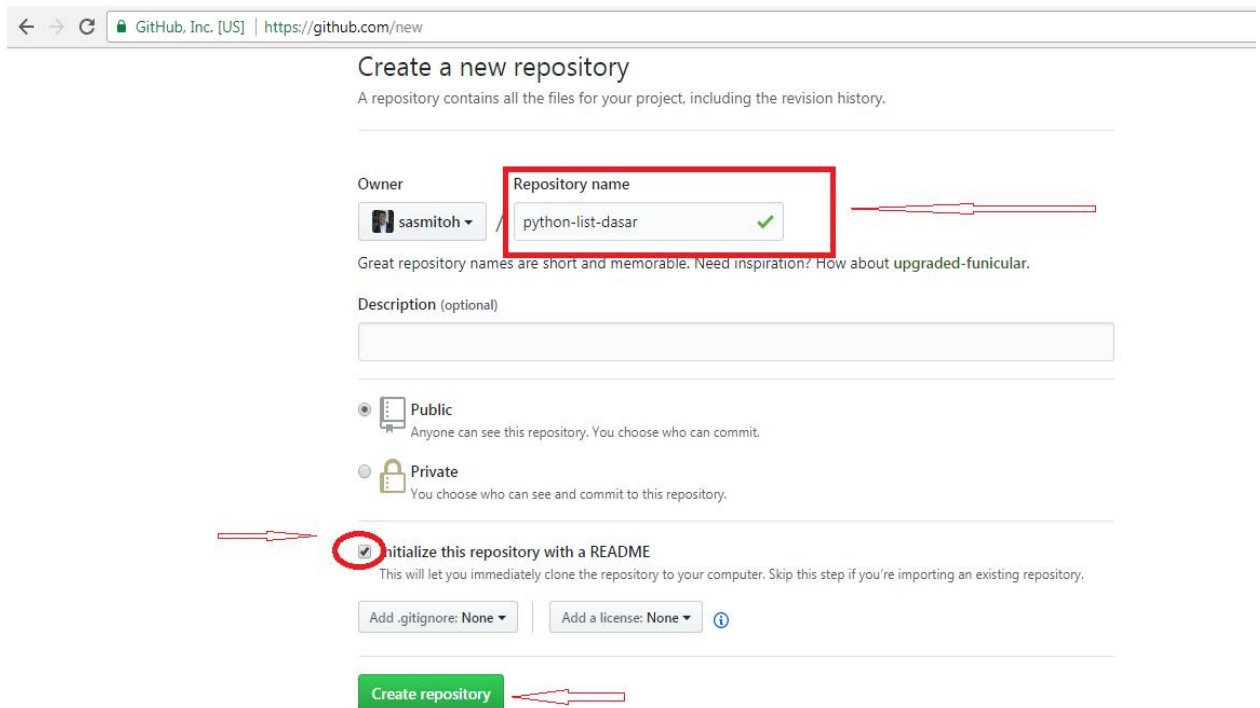 GitHub, Inc. [US] | https://github.com/new
Create a new repository
A repository contains all the files for your project, including the revision history.
Owner Repository name
sasmitoh / python-list-dasar
Great repository names are short and memorable. Need inspiration? How about upgraded-funicular.
Description (optional)
Public
Anyone can see this repository. You choose who can commit.
Private
You choose who can see and commit to this repository.
Initialize this repository with a README
This will let you immediately clone the repository to your computer. Skip this step if you're importing an existing repository.
Add .gitignore: None Add a license: None
Create repository